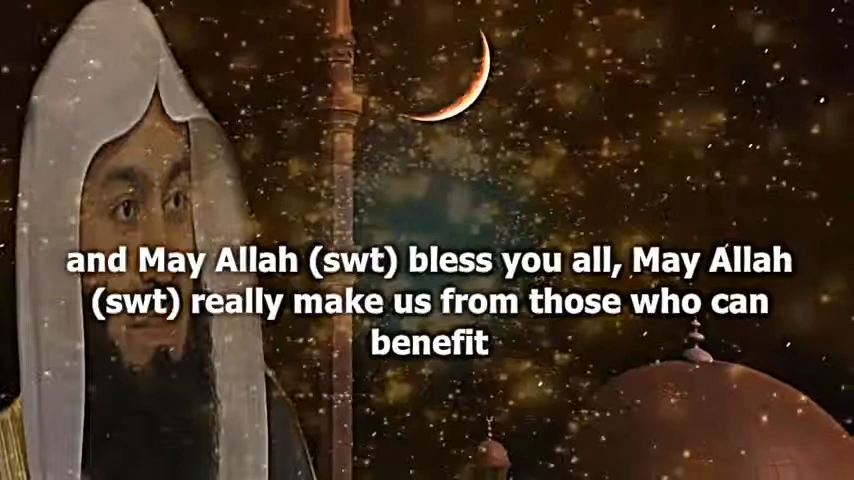 and May Allah (swt) bless you all, May Allah
(swt) really make us from those who can
benefit